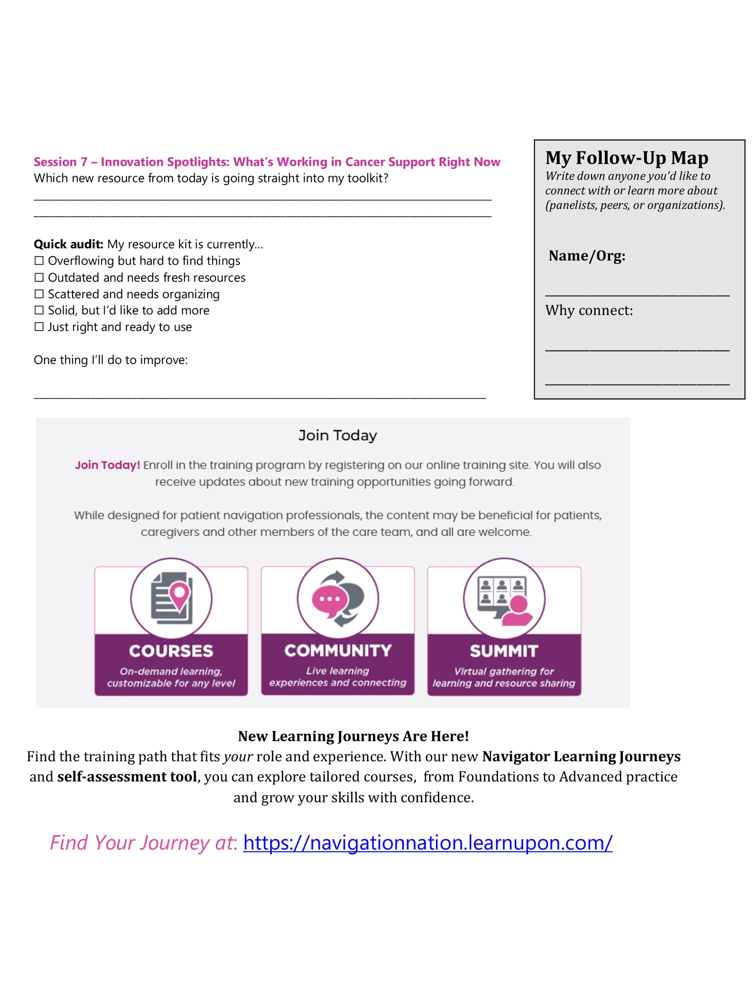 Session 7 – Innovation Spotlights: What’s Working in Cancer Support Right Now
Which new resource from today is going straight into my toolkit?
Quick audit: My resource kit is currently…
☐ Overflowing but hard to find things
☐ Outdated and needs fresh resources
☐ Scattered and needs organizing
☐ Solid, but I’d like to add more
☐ Just right and ready to use
One thing I’ll do to improve:
My Follow-Up Map
Write down anyone you’d like to
connect with or learn more about
(panelists, peers, or organizations).
Name/Org:
Why connect:
Join Today
Join Today! Enroll in the training program by registering on our online training site. You will also
receive updates about new training opportunities going forward.
While designed for patient navigation professionals, the content may be beneficial for patients,
caregivers and other members of the care team, and all are welcome.
COURSES
On-demand learning,
customizable for any level
COMMUNITY
Live learning
experiences and connecting
SUMMIT
Virtual gathering for
learning and resource sharing
New Learning Journeys Are Here!
Find the training path that fits your role and experience. With our new Navigator Learning Journeys
and self-assessment tool, you can explore tailored courses,  from Foundations to Advanced practice
and grow your skills with confidence.
Find Your Journey at: https://navigationnation.learnupon.com/